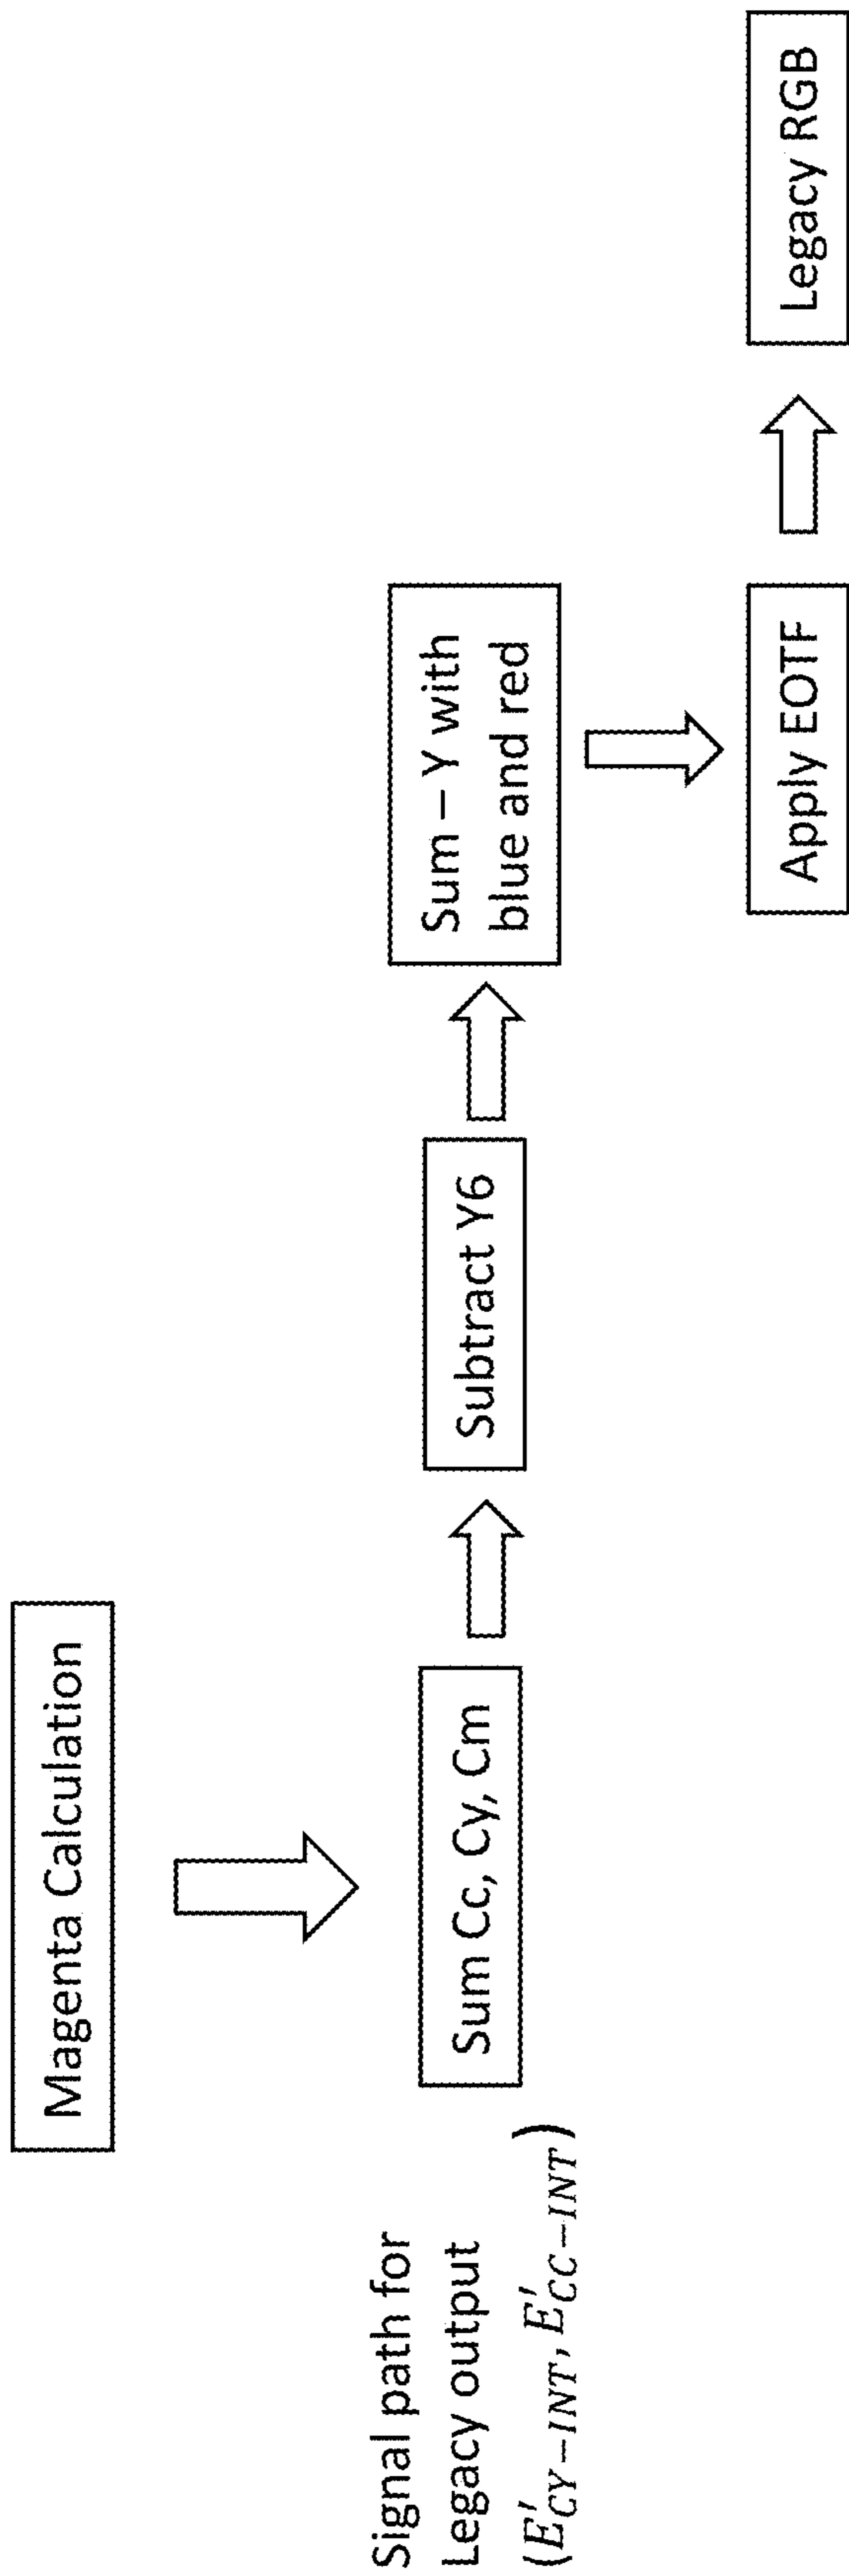 Magenta Calculation
Signal path for
Legacy output
(E′CY−INT, E′CC−INT)
Sum Cc, Cy, Cm
Subtract Y6
Sum – Y with
blue and red
Apply EOTF
Legacy RGB